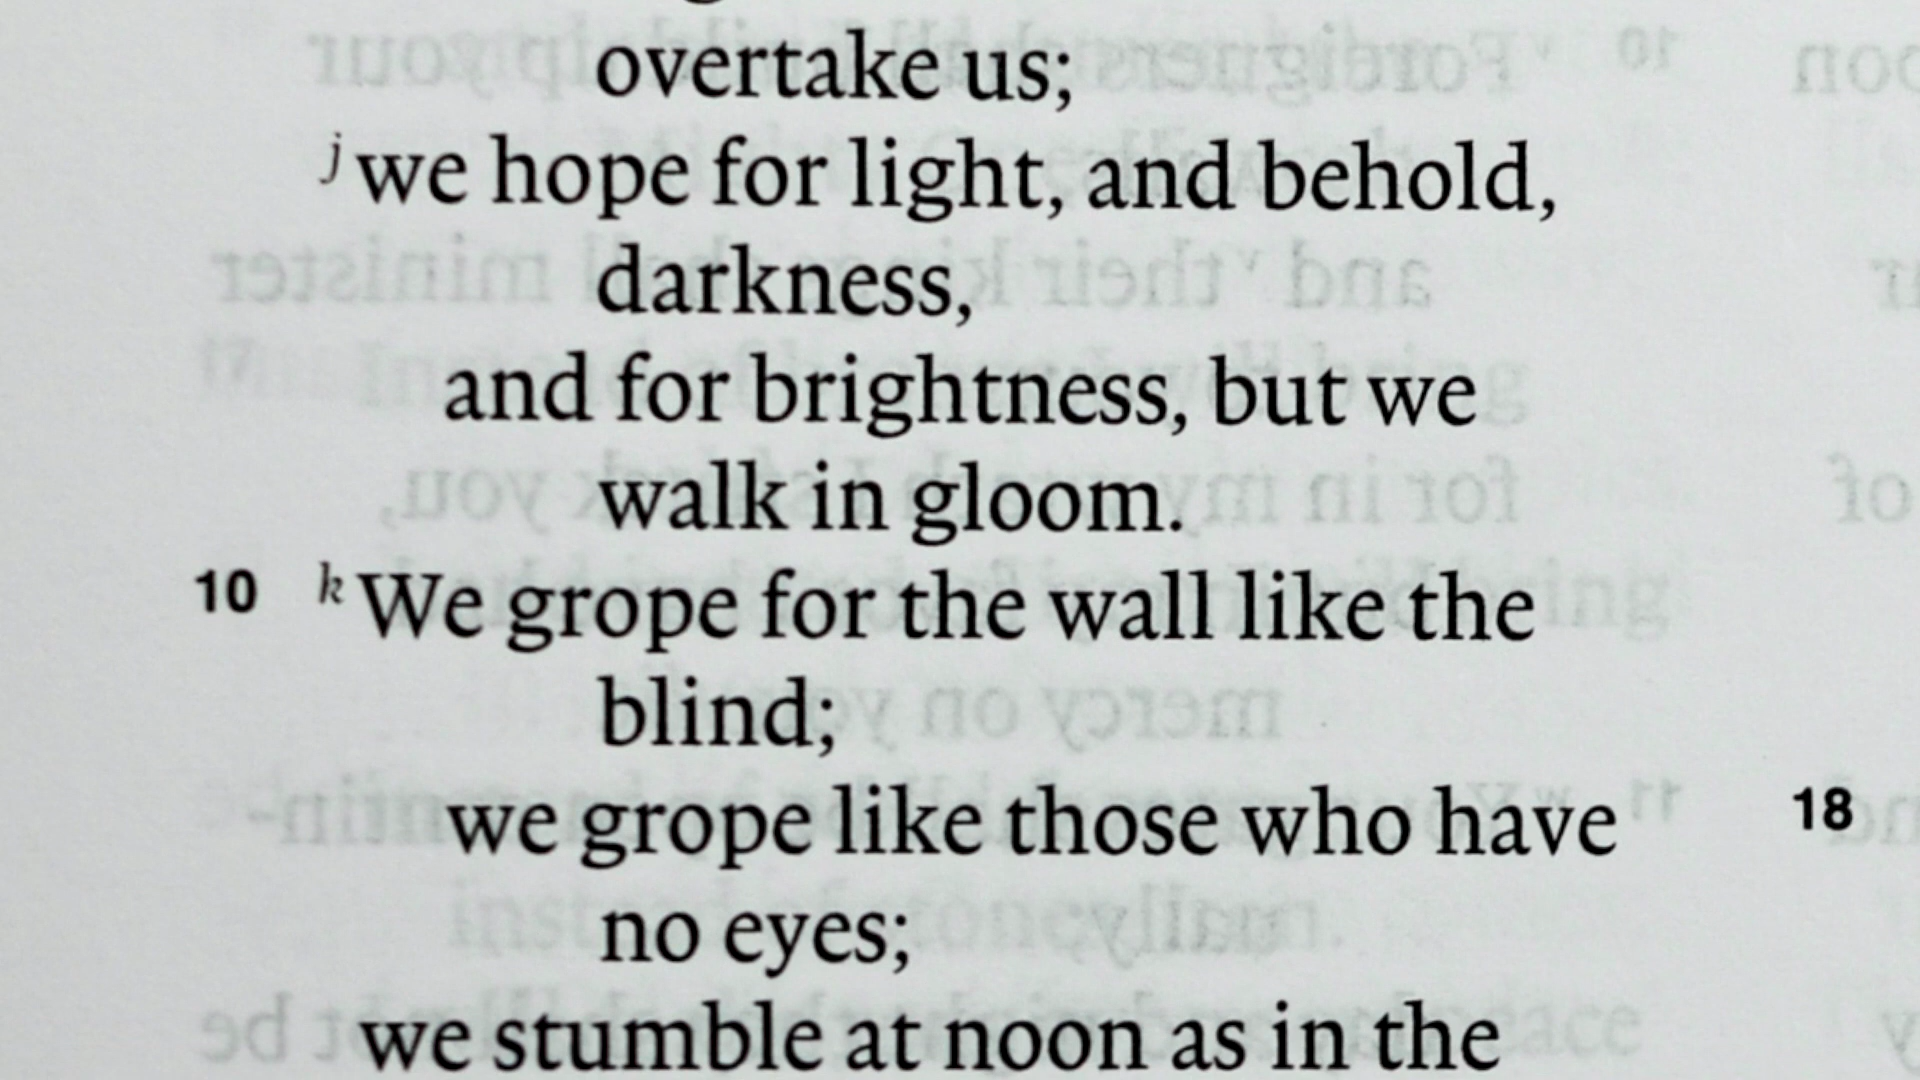 overtake us;
j we hope for light, and behold,
darkness,
and for brightness, but we
walk in gloom.
10 k We grope for the wall like the
blind;
we grope like those who have
18
no eyes;
we stumble at noon as in the